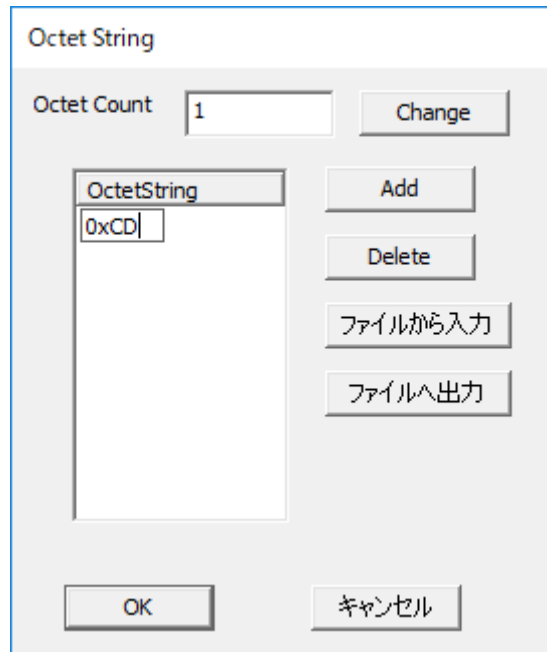 Octet String
Octet Count 1 Change
OctetString
0xCD
Add
Delete
ファイルから入力
ファイルへ出力
OK キャンセル